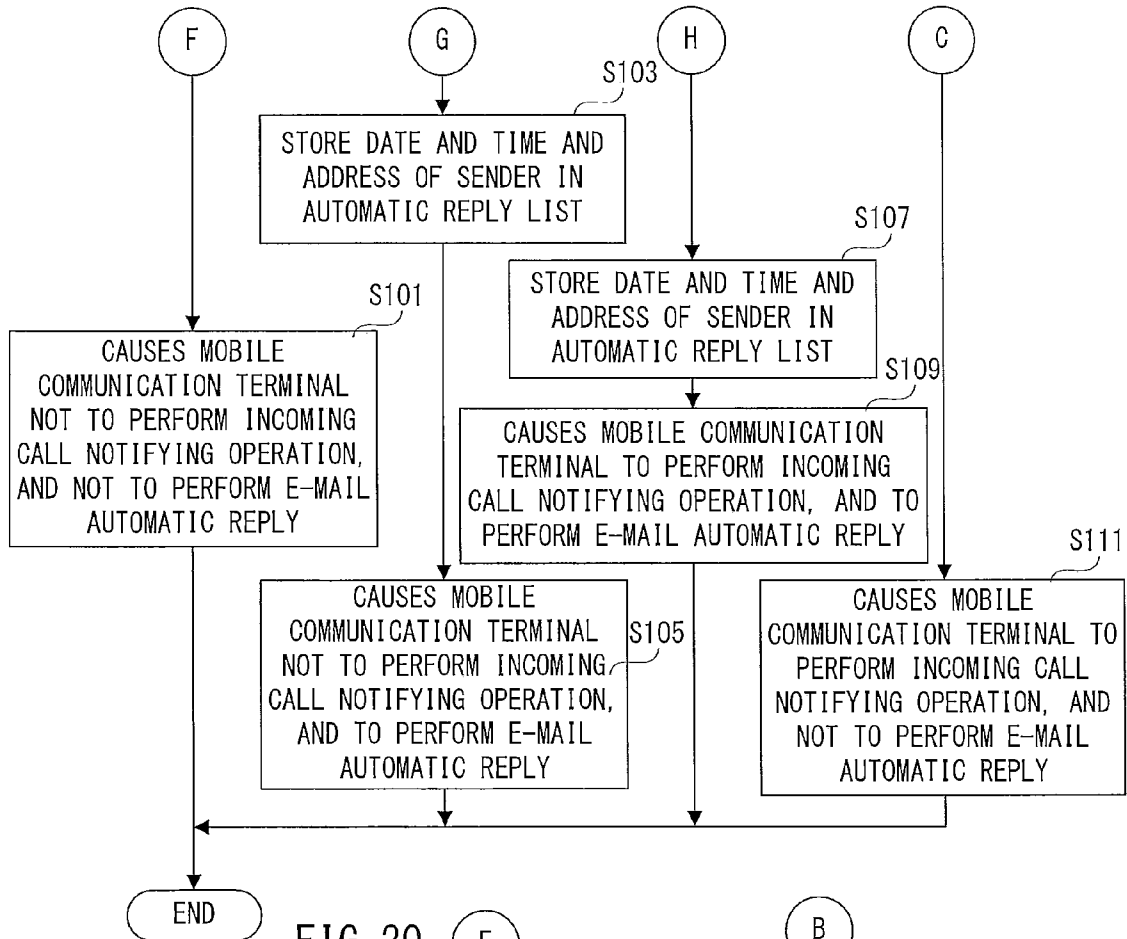 F
G
H
C
S103
STORE DATE AND TIME AND
ADDRESS OF SENDER IN
AUTOMATIC REPLY LIST
S107
STORE DATE AND TIME AND
ADDRESS OF SENDER IN
AUTOMATIC REPLY LIST
S101
CAUSES MOBILE
COMMUNICATION TERMINAL
NOT TO PERFORM INCOMING
CALL NOTIFYING OPERATION,
AND NOT TO PERFORM E-MAIL
AUTOMATIC REPLY
S109
CAUSES MOBILE COMMUNICATION
TERMINAL TO PERFORM INCOMING
CALL NOTIFYING OPERATION, AND TO
PERFORM E-MAIL AUTOMATIC REPLY
S105
CAUSES MOBILE
COMMUNICATION TERMINAL
NOT TO PERFORM INCOMING
CALL NOTIFYING OPERATION,
AND TO PERFORM E-MAIL
AUTOMATIC REPLY
S111
CAUSES MOBILE
COMMUNICATION TERMINAL TO
PERFORM INCOMING CALL
NOTIFYING OPERATION, AND
NOT TO PERFORM E-MAIL
AUTOMATIC REPLY
END
B